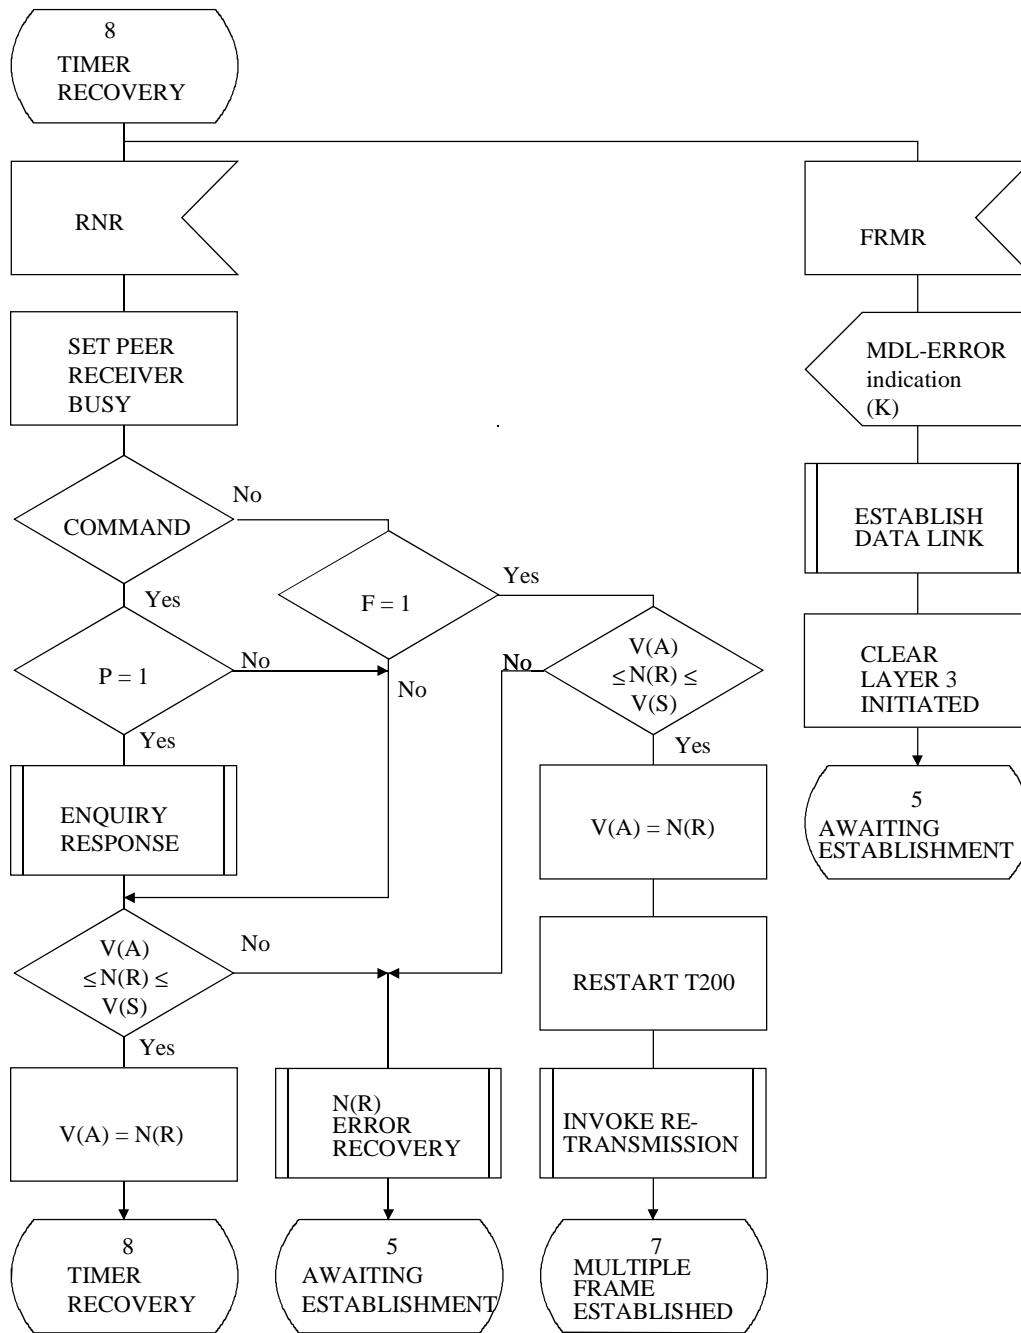 8
TIMER
RECOVERY
RNR
FRMR
SET PEER
RECEIVER
BUSY
MDL-ERROR
indication
(K)
COMMAND
No
Yes
F = 1
Yes
No
ESTABLISH
DATA LINK
P = 1
No
Yes
V(A)
≤ N(R) ≤
V(S)
No
Yes
CLEAR
LAYER 3
INITIATED
ENQUIRY
RESPONSE
V(A) = N(R)
5
AWAITING
ESTABLISHMENT
V(A)
≤ N(R) ≤
V(S)
No
Yes
RESTART T200
V(A) = N(R)
N(R)
ERROR
RECOVERY
INVOKE RE-
TRANSMISSION
8
TIMER
RECOVERY
5
AWAITING
ESTABLISHMENT
7
MULTIPLE
FRAME
ESTABLISHED